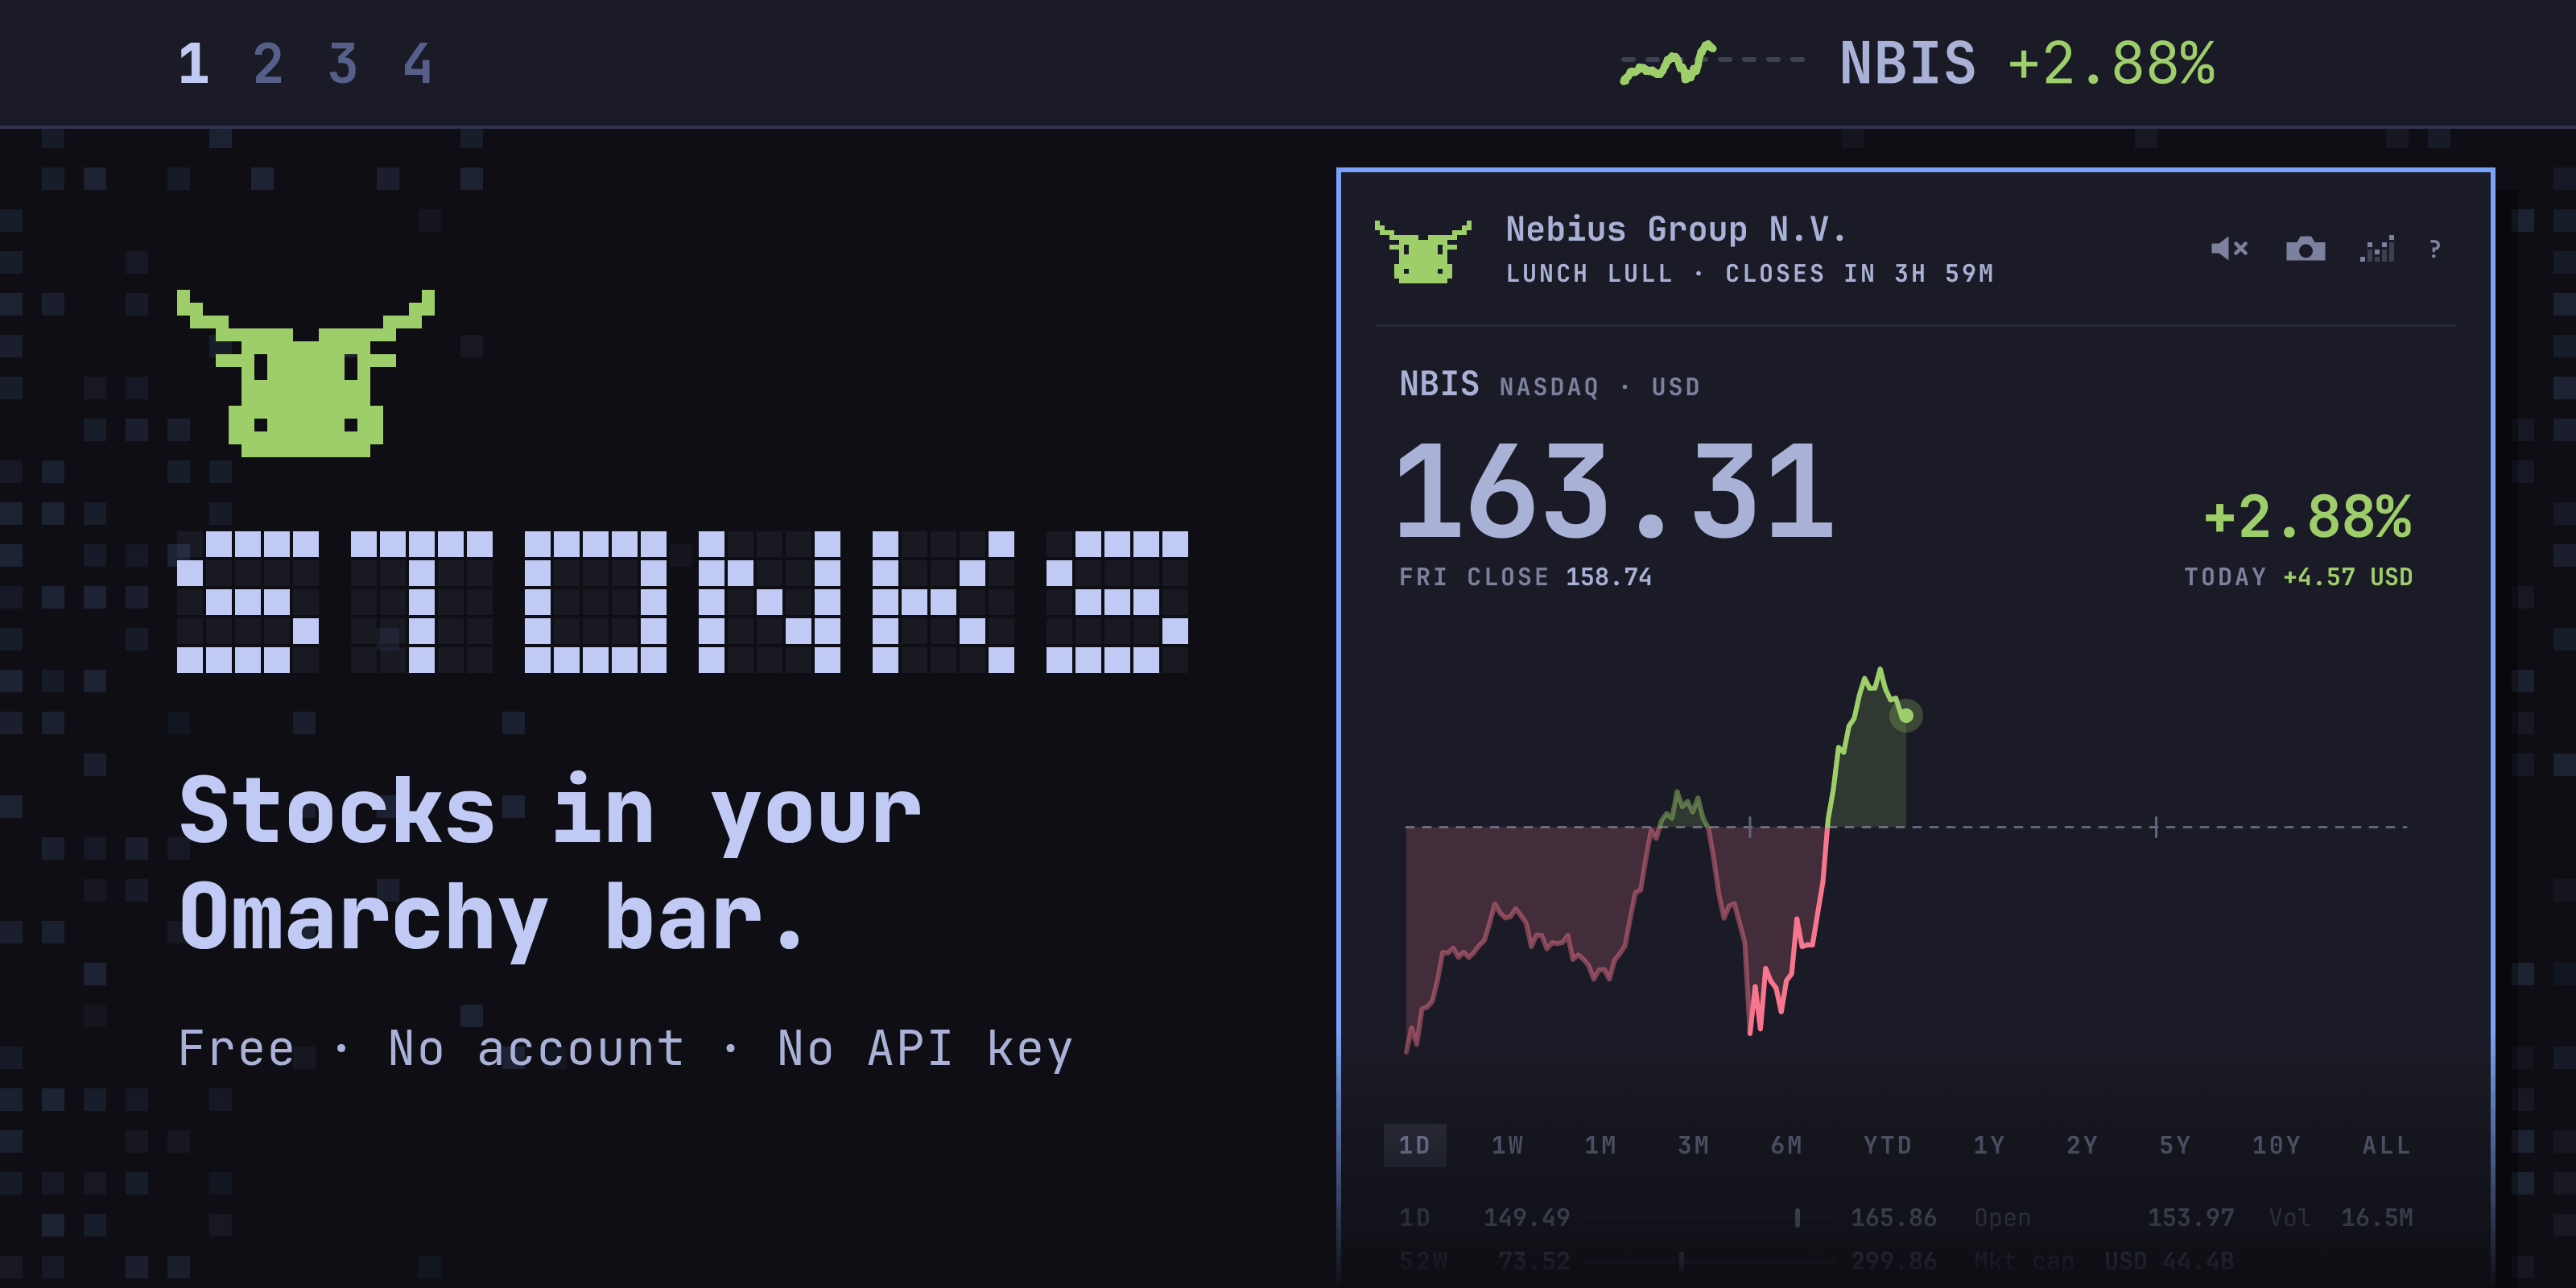 1 2 3 4
NBIS +2.88%
STONKS
Stocks in your
Omarchy bar.
Free · No account · No API key
Nebius Group N.V.
LUNCH LULL · CLOSES IN 3H 59M
?
NBIS NASDAQ · USD
163.31
+2.88%
FRI CLOSE 158.74
TODAY +4.57 USD
1D 1W 1M 3M 6M YTD 1Y 2Y 5Y 10Y ALL
1D 149.49 165.86 Open 153.97 Vol 16.5M
52W 73.52 299.86 Mkt cap USD 44.4B